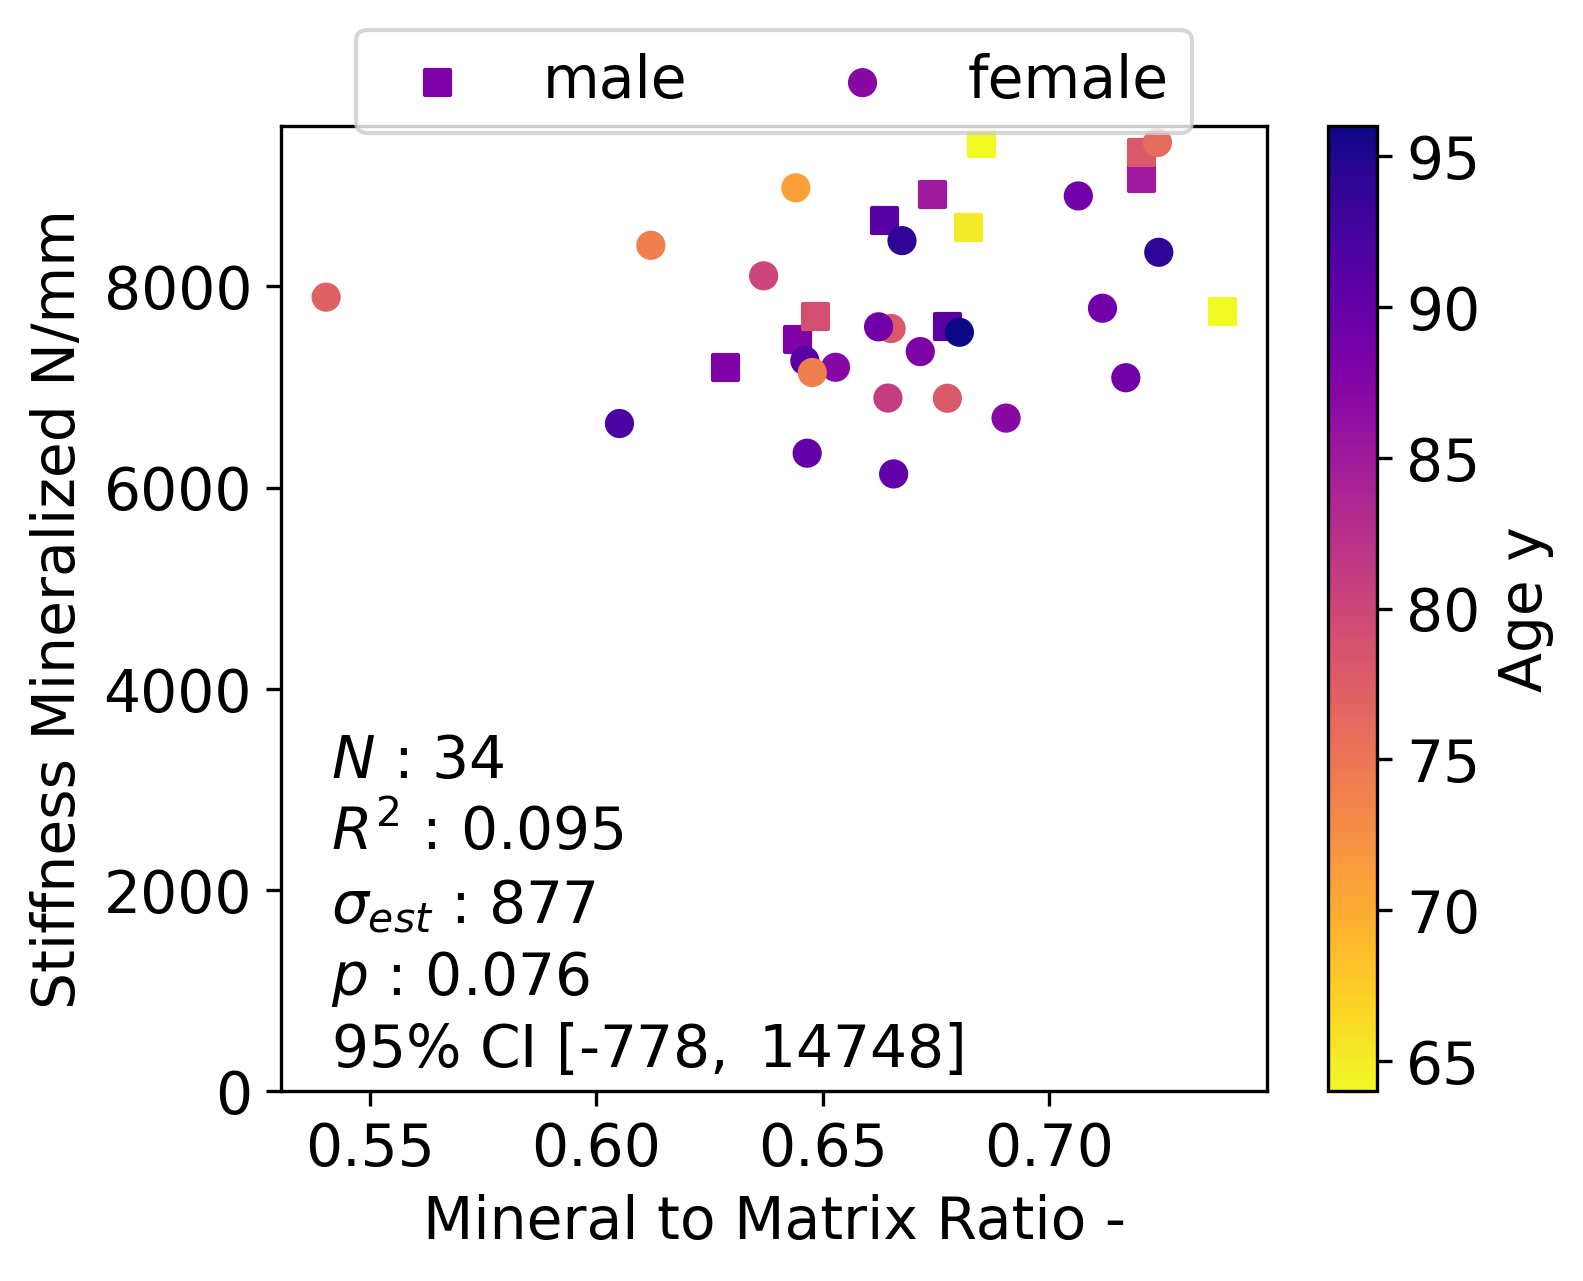 male female
Stiffness Mineralized N/mm
8000
6000
4000
2000
0
N : 34
R² : 0.095
σest : 877
p : 0.076
95% CI [-778, 14748]
0.55 0.60 0.65 0.70
Mineral to Matrix Ratio -
95
90
85
80
75
70
65
Age y